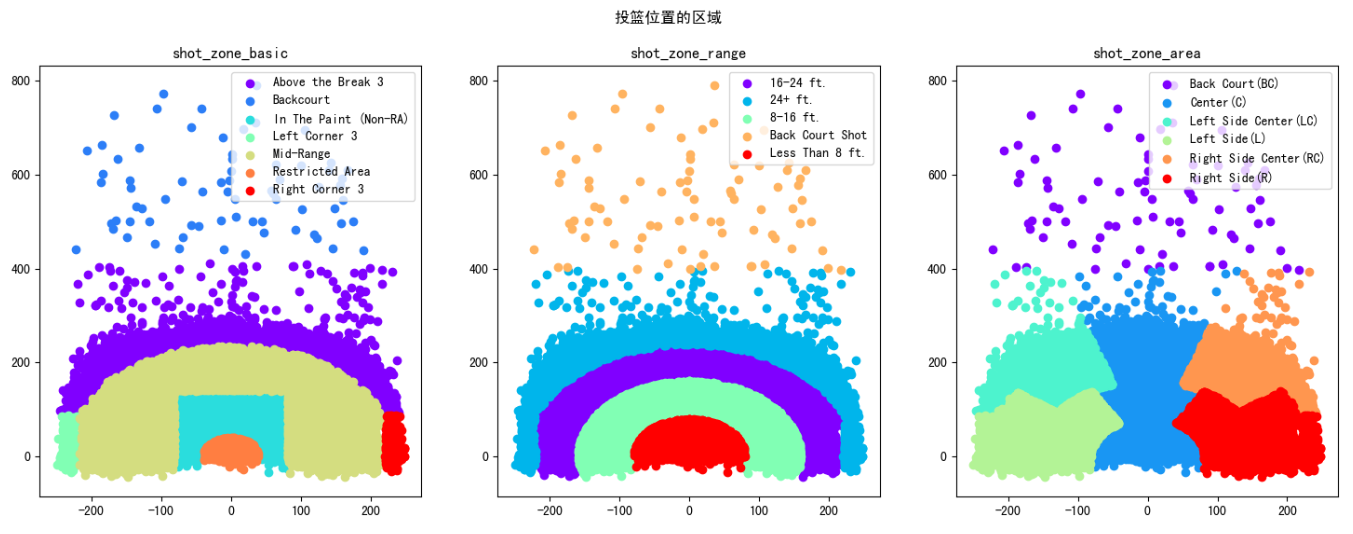 投篮位置的区域
shot_zone_basic
Above the Break 3
Backcourt
In The Paint (Non-RA)
Left Corner 3
Mid-Range
Restricted Area
Right Corner 3
800
600
400
200
0
-200
-100
0
100
200
shot_zone_range
16-24 ft.
24+ ft.
8-16 ft.
Back Court Shot
Less Than 8 ft.
800
600
400
200
0
-200
-100
0
100
200
shot_zone_area
Back Court(BC)
Center(C)
Left Side Center(LC)
Left Side(L)
Right Side Center(RC)
Right Side(R)
800
600
400
200
0
-200
-100
0
100
200